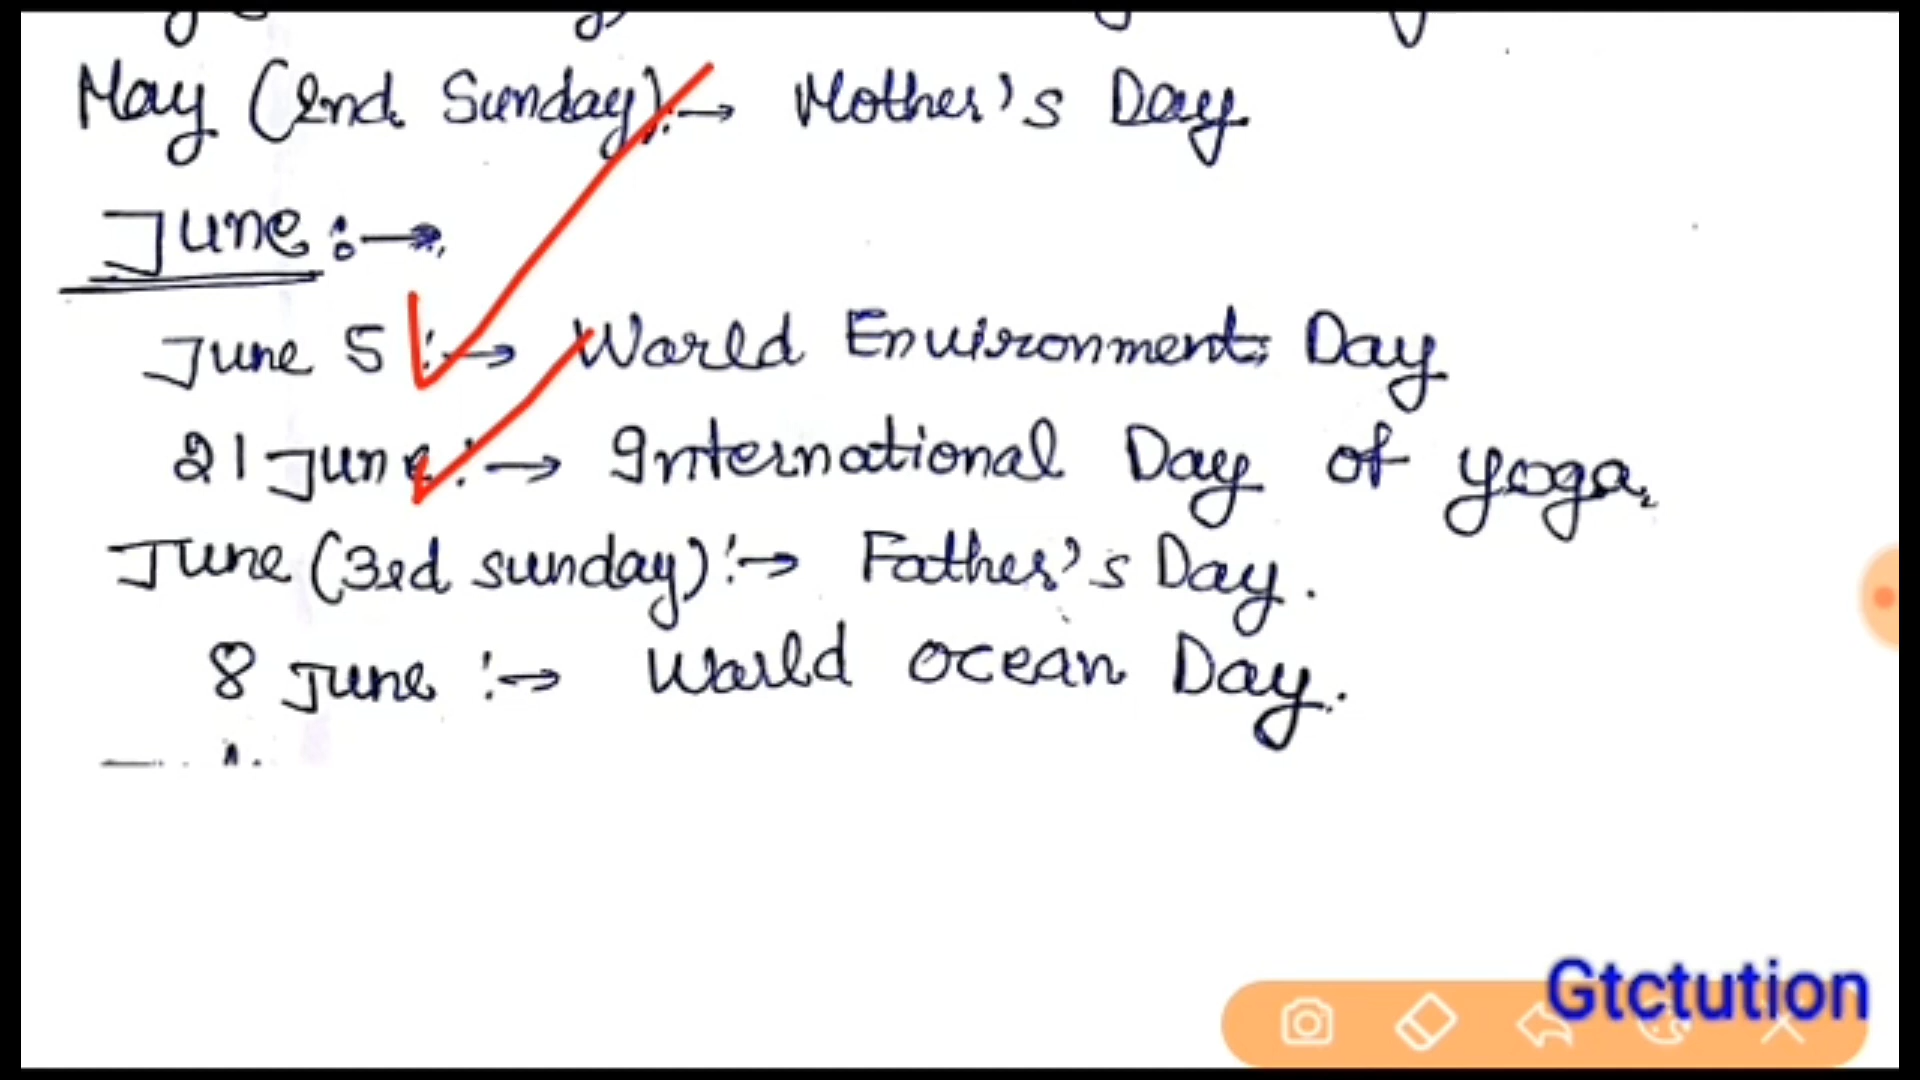 May (2nd Sunday) :→ Mother's Day
June :→
June 5 :→ World Environment Day
21 June :→ International Day of yoga
June (3rd sunday) :→ Father's Day.
8 June :→ World ocean Day.
Gtctution